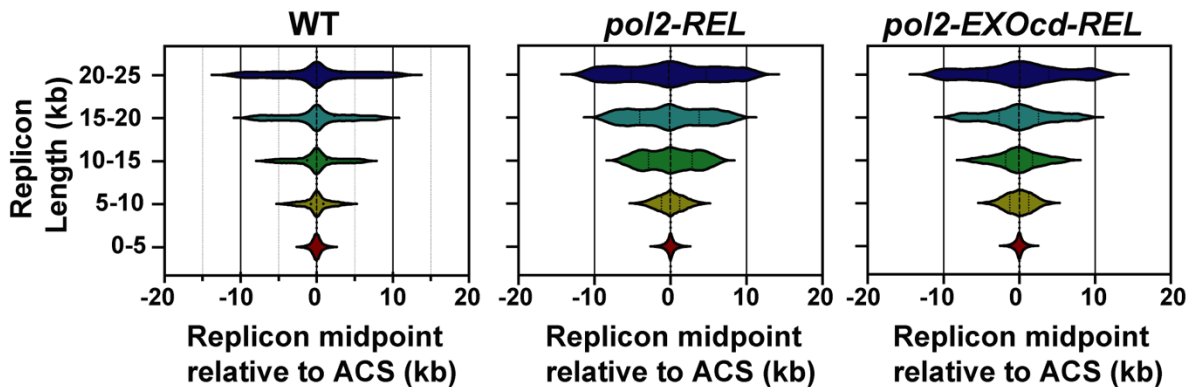 WT
pol2-REL
pol2-EXOcd-REL
Replicon
Length (kb)
20-25
15-20
10-15
5-10
0-5
-20 -10 0 10 20
-20 -10 0 10 20
-20 -10 0 10 20
Replicon midpoint
relative to ACS (kb)
Replicon midpoint
relative to ACS (kb)
Replicon midpoint
relative to ACS (kb)